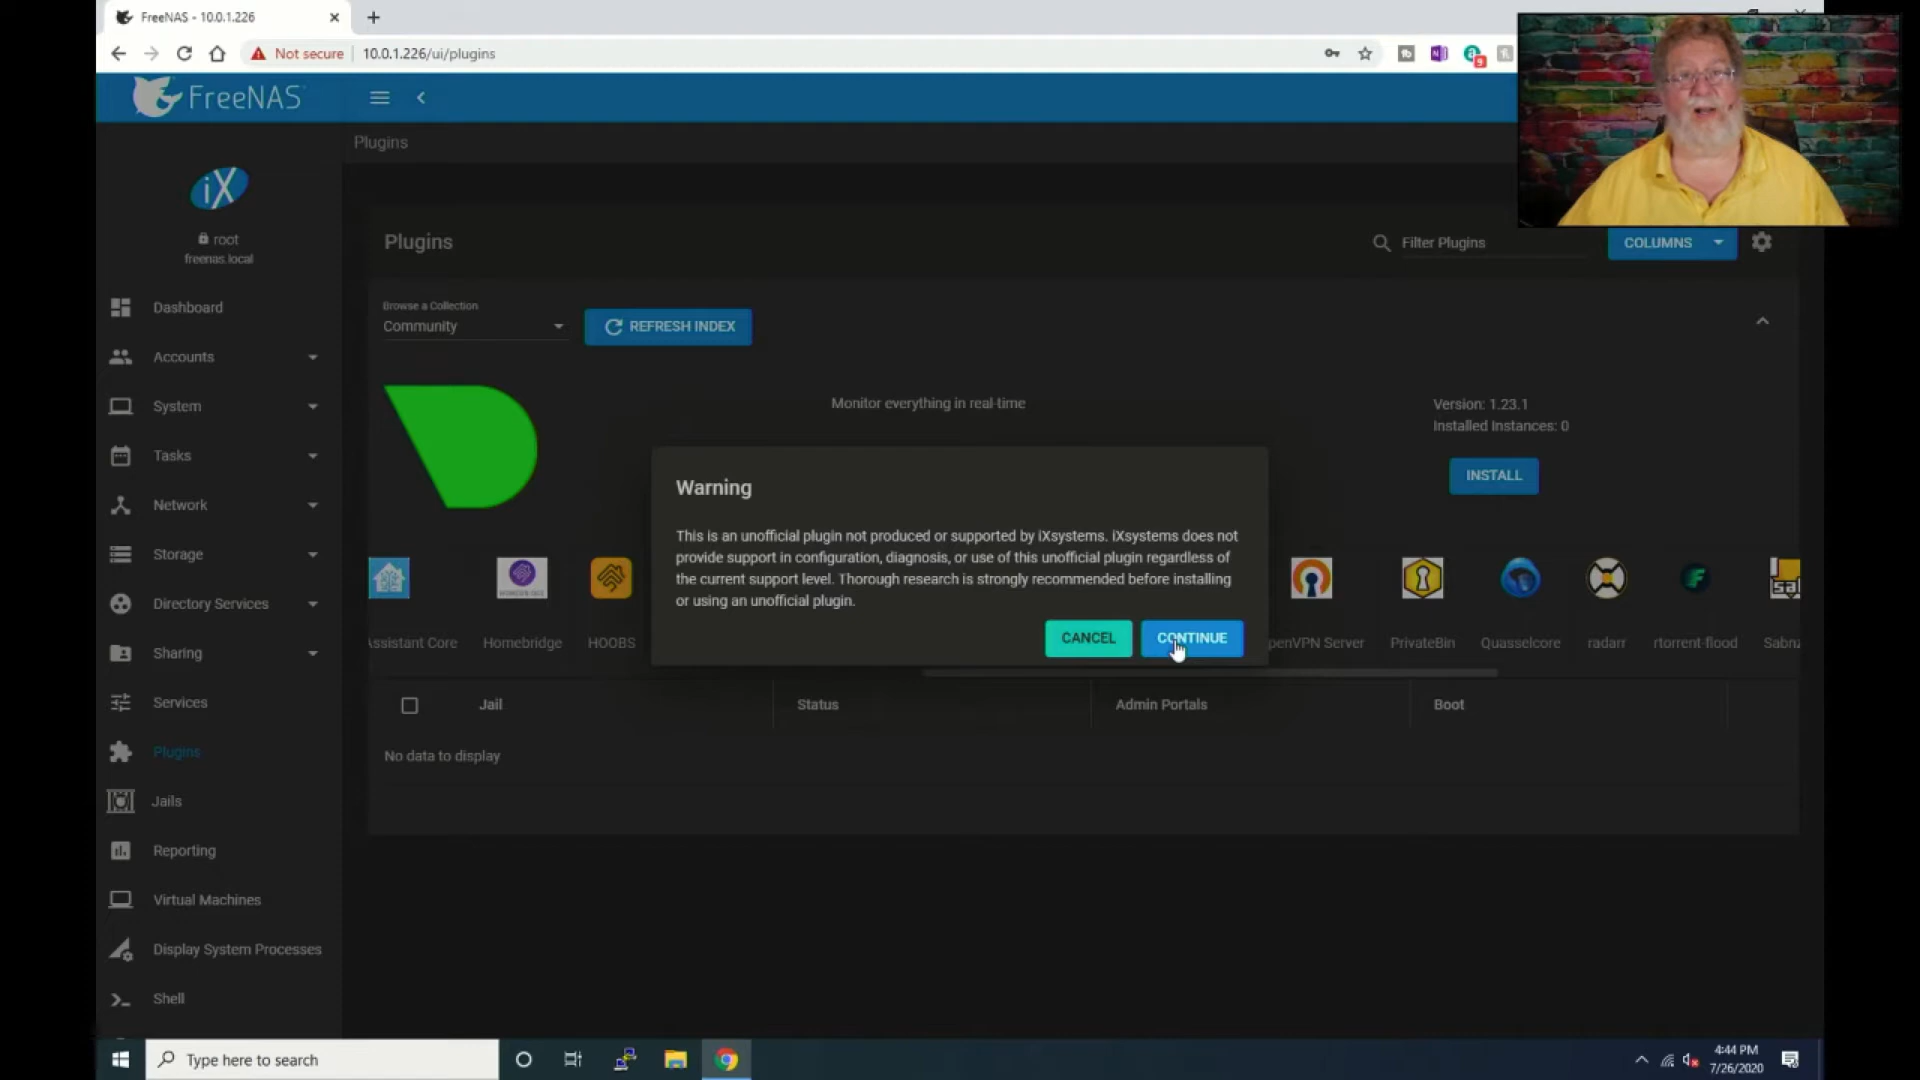 FreeNAS - 10.0.1.226
Not secure
10.0.1.226/ui/plugins
9
FreeNAS
Plugins
iX
root
freenas.local
Dashboard
Accounts
System
Tasks
Network
Storage
Directory Services
Sharing
Services
Plugins
Jails
Reporting
Virtual Machines
Display System Processes
Shell
Plugins
Filter Plugins
COLUMNS
Browse a Collection
Community
REFRESH INDEX
Monitor everything in real-time
Version: 1.23.1
Installed Instances: 0
INSTALL
Warning
This is an unofficial plugin not produced or supported by iXsystems. iXsystems does not
provide support in configuration, diagnosis, or use of this unofficial plugin regardless of
the current support level. Thorough research is strongly recommended before installing
or using an unofficial plugin.
CANCEL
CONTINUE
Assistant Core
Homebridge
HOOBS
penVPN Server
PrivateBin
Quasselcore
radarr
rtorrent-flood
Sabnz
Jail
Status
Admin Portals
Boot
No data to display
Type here to search
4:44 PM
7/26/2020